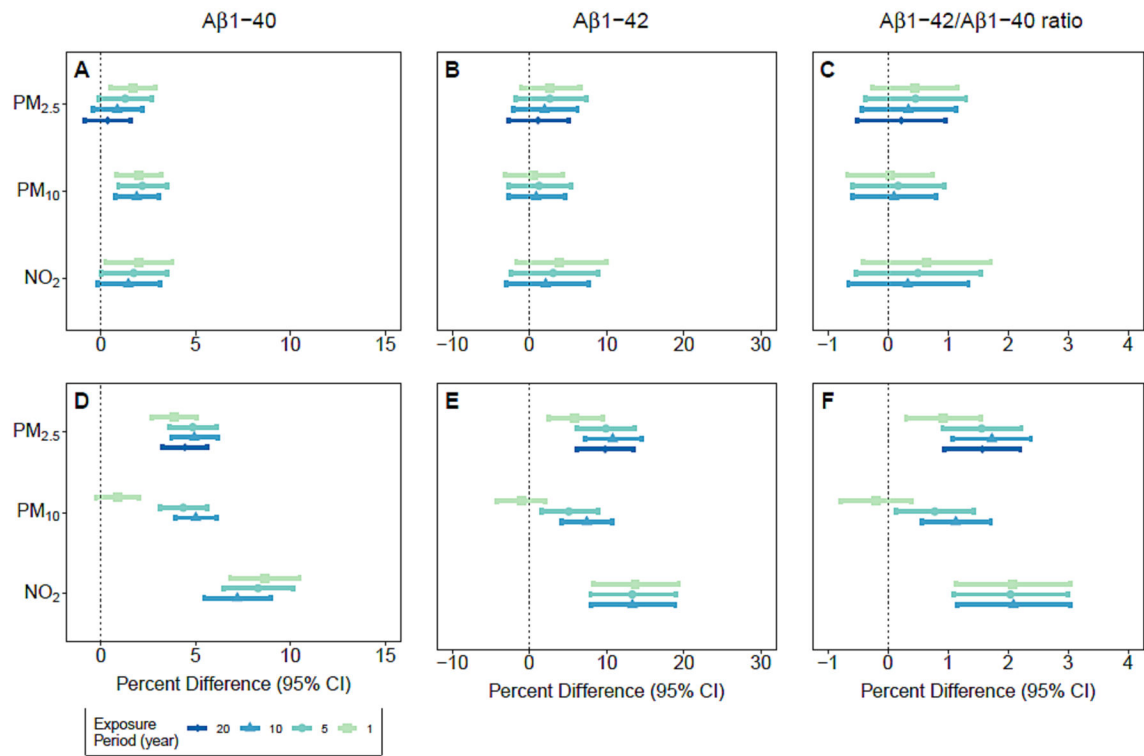 Aβ1−40 Aβ1−42 Aβ1−42/Aβ1−40 ratio
A B C
PM2.5
PM10
NO2
0 5 10 15 −10 0 10 20 30 −1 0 1 2 3 4
D E F
PM2.5
PM10
NO2
0 5 10 15 −10 0 10 20 30 −1 0 1 2 3 4
Percent Difference (95% CI) Percent Difference (95% CI) Percent Difference (95% CI)
Exposure
Period (year) 20 10 5 1